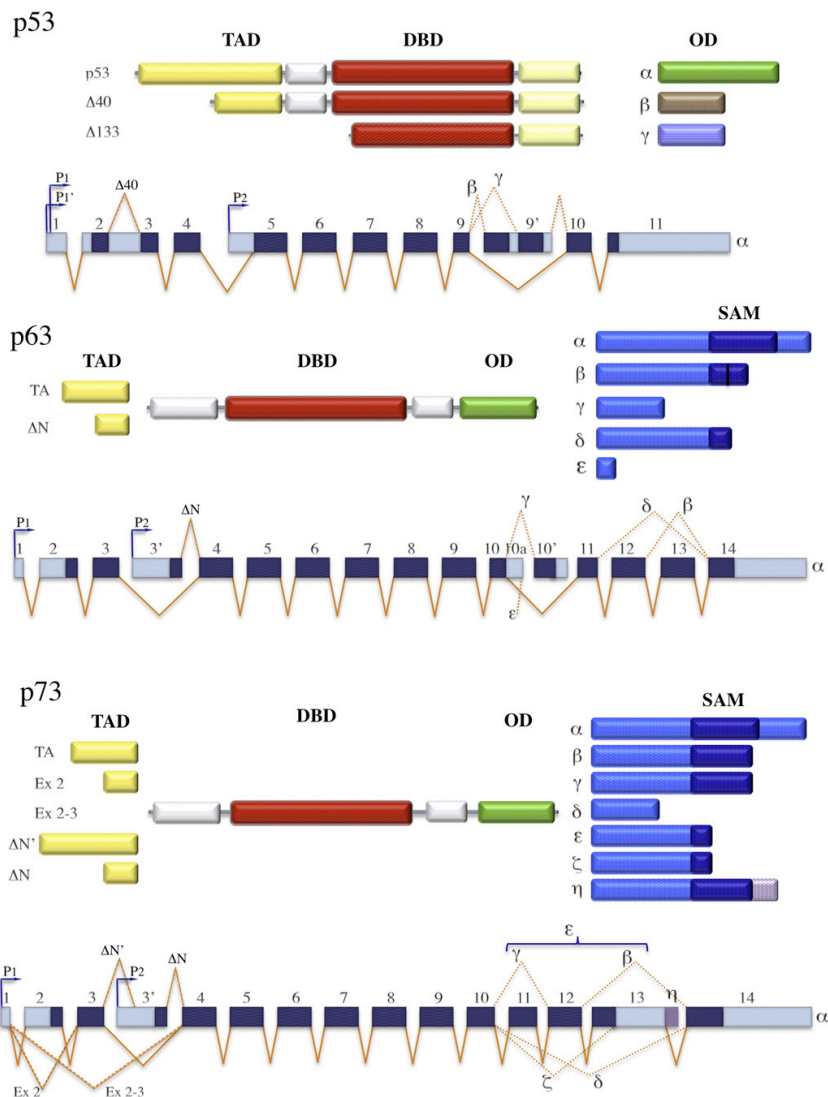 p53
TAD DBD OD
p53 α
Δ40 β
Δ133 γ
P1
P1’ Δ40 P2 β γ
1 2 3 4 5 6 7 8 9 9’ 10 11
α
p63
SAM
TAD DBD OD α
TA β
ΔN γ
δ
ε
P1 P2 ΔN γ δ β
1 2 3 3’ 4 5 6 7 8 9 10 10a 10’ 11 12 13 14
α
ε
p73
TAD DBD OD SAM
α
TA β
Ex 2 γ
Ex 2-3 δ
ΔN’ ε
ΔN ζ
η
ε
P1 ΔN’ P2 ΔN γ β
1 2 3 3’ 4 5 6 7 8 9 10 11 12 13 η 14
α
Ex 2 Ex 2-3 ζ δ